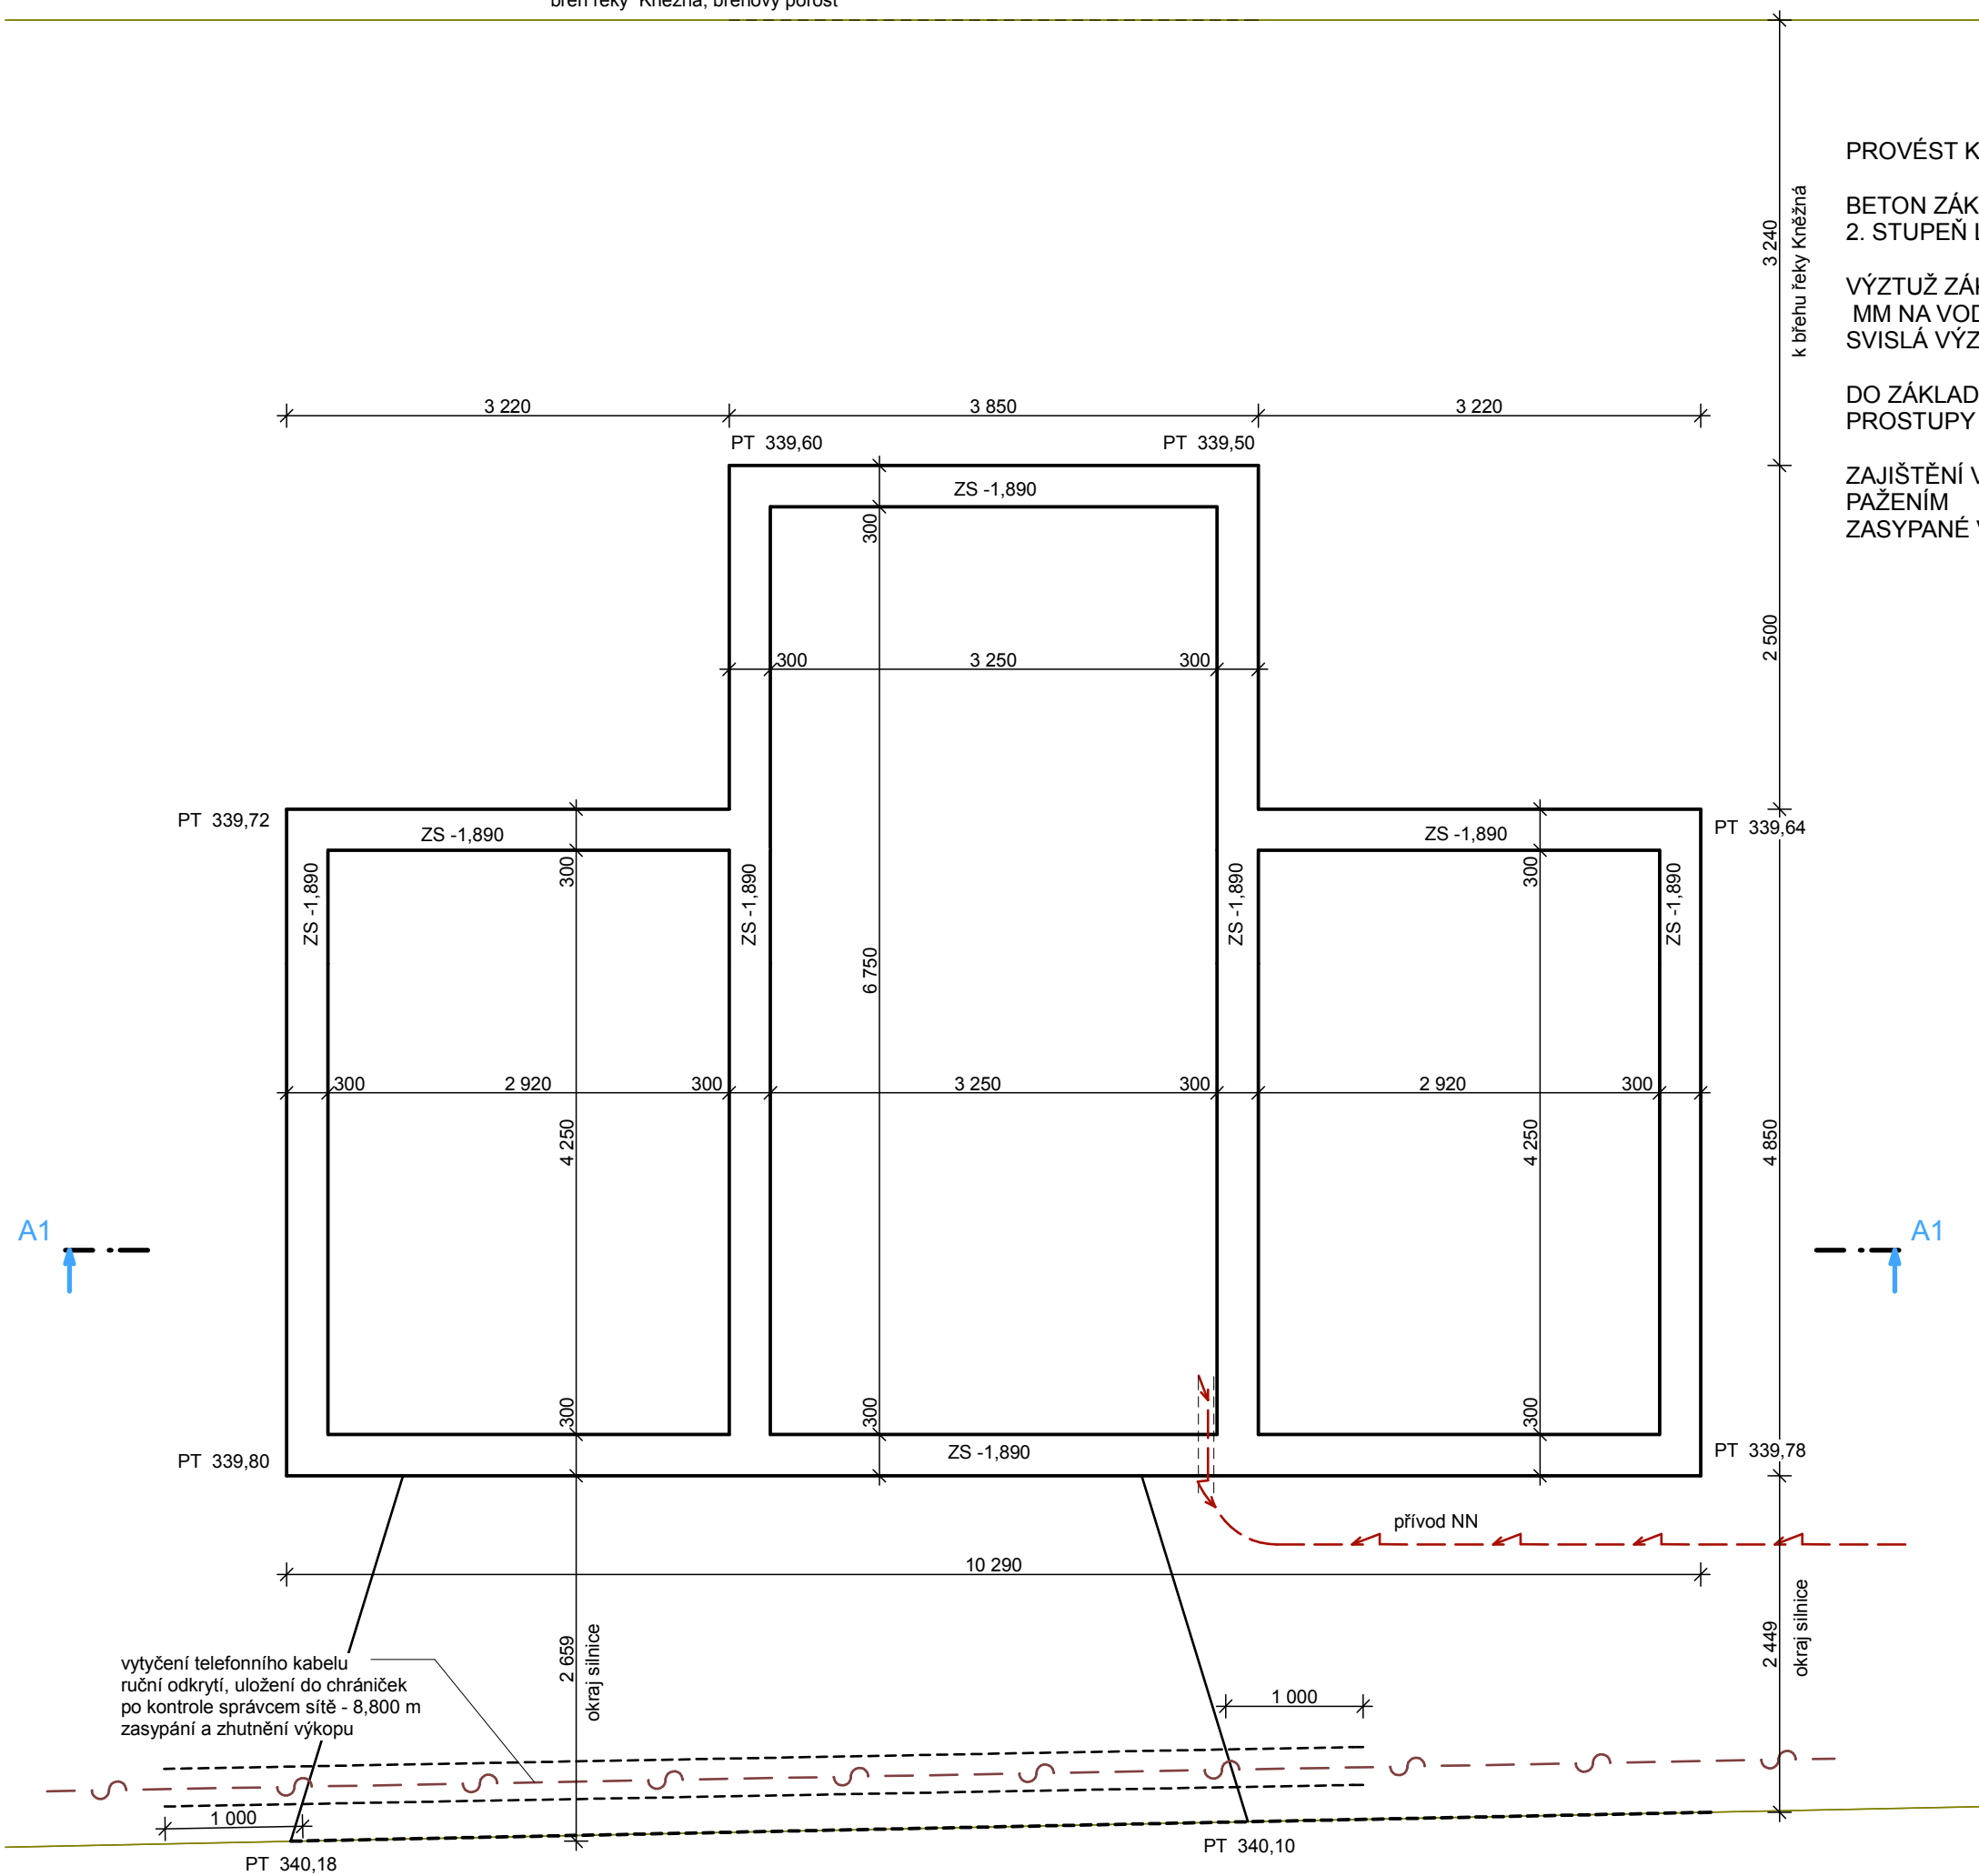 břeh řeky Kněžná, břehový porost
PROVÉST K
BETON ZÁK
2. STUPEŇ
VÝZTUŽ ZÁK
MM NA VOD
SVISLÁ VÝZ
DO ZÁKLAD
PROSTUPY
ZAJIŠTĚNÍ V
PAŽENÍM
ZASYPANÉ V
3 240
k břehu řeky Kněžná
3 220
3 850
3 220
PT 339,60
PT 339,50
ZS -1,890
300
2 500
300
3 250
300
PT 339,72
ZS -1,890
ZS -1,890
PT 339,64
300
300
ZS -1,890
ZS -1,890
ZS -1,890
ZS -1,890
6 750
300
2 920
300
3 250
300
2 920
300
4 250
4 250
4 850
A1
A1
300
300
300
PT 339,80
ZS -1,890
PT 339,78
přívod NN
10 290
2 659
okraj silnice
2 449
okraj silnice
vytyčení telefonního kabelu
ruční odkrytí, uložení do chrániček
po kontrole správcem sítě - 8,800 m
zasypání a zhutnění výkopu
1 000
1 000
PT 340,18
PT 340,10